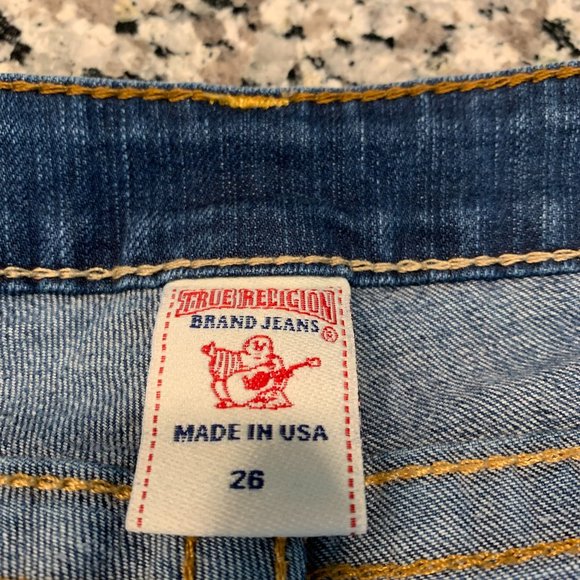 TRUE RELIGION
BRAND JEANS
®
MADE IN USA
26